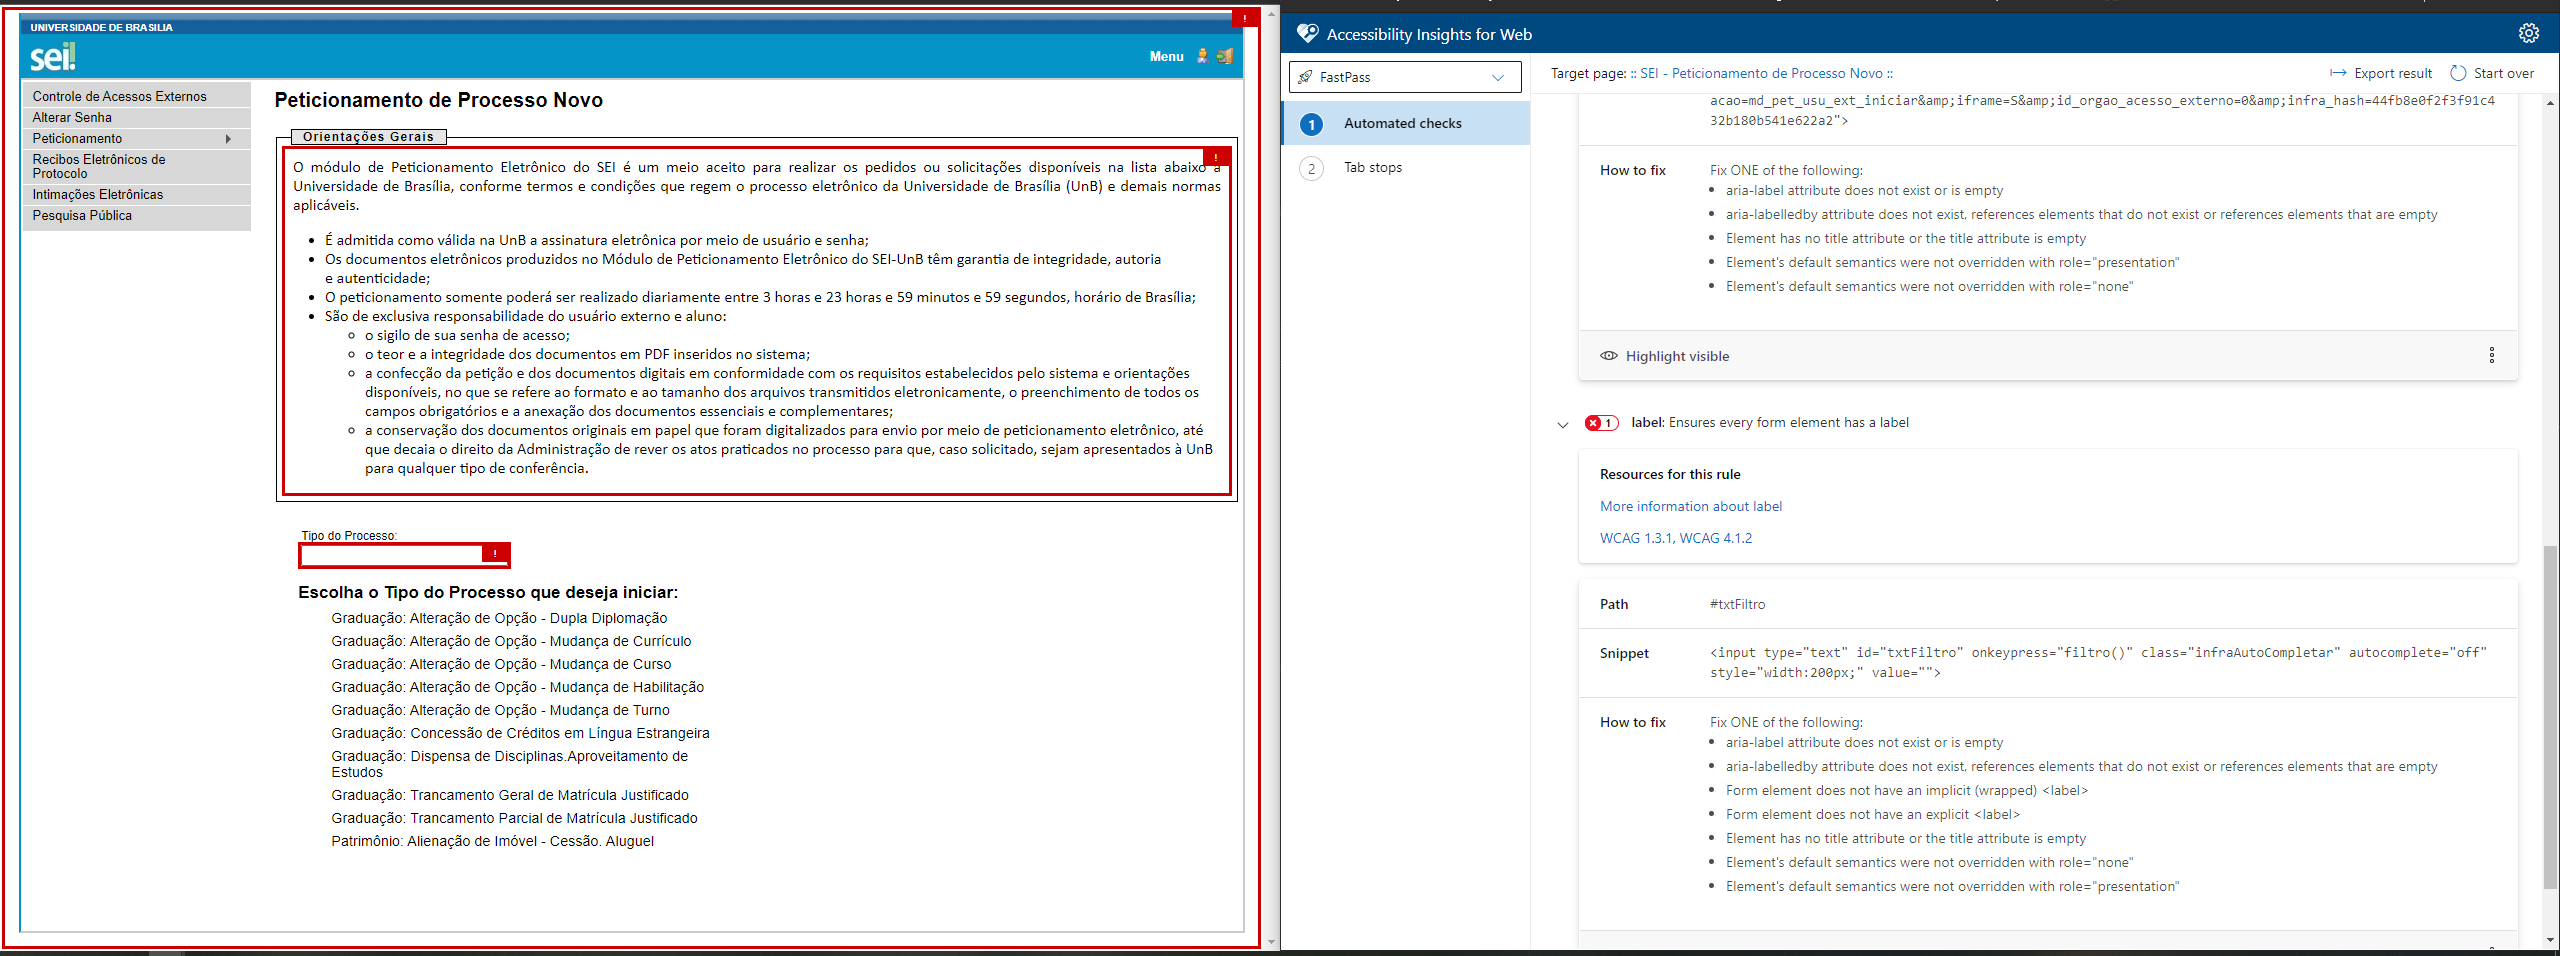 UNIVERSIDADE DE BRASILIA
sei!
Menu
Controle de Acessos Externos
Alterar Senha
Peticionamento
Recibos Eletrônicos de
Protocolo
Intimações Eletrônicas
Pesquisa Pública
Peticionamento de Processo Novo
Orientações Gerais
O módulo de Peticionamento Eletrônico do SEI é um meio aceito para realizar os pedidos ou solicitações disponíveis na lista abaixo à
Universidade de Brasília, conforme termos e condições que regem o processo eletrônico da Universidade de Brasília (UnB) e demais normas
aplicáveis.
• É admitida como válida na UnB a assinatura eletrônica por meio de usuário e senha;
• Os documentos eletrônicos produzidos no Módulo de Peticionamento Eletrônico do SEI-UnB têm garantia de integridade, autoria
e autenticidade;
• O peticionamento somente poderá ser realizado diariamente entre 3 horas e 23 horas e 59 minutos e 59 segundos, horário de Brasília;
• São de exclusiva responsabilidade do usuário externo e aluno:
o sigilo de sua senha de acesso;
o teor e a integridade dos documentos em PDF inseridos no sistema;
a confecção da petição e dos documentos digitais em conformidade com os requisitos estabelecidos pelo sistema e orientações
disponíveis, no que se refere ao formato e ao tamanho dos arquivos transmitidos eletronicamente, o preenchimento de todos os
campos obrigatórios e a anexação dos documentos essenciais e complementares;
a conservação dos documentos originais em papel que foram digitalizados para envio por meio de peticionamento eletrônico, até
que decaia o direito da Administração de rever os atos praticados no processo para que, caso solicitado, sejam apresentados à UnB
para qualquer tipo de conferência.
Tipo do Processo:
Escolha o Tipo do Processo que deseja iniciar:
Graduação: Alteração de Opção - Dupla Diplomação
Graduação: Alteração de Opção - Mudança de Currículo
Graduação: Alteração de Opção - Mudança de Curso
Graduação: Alteração de Opção - Mudança de Habilitação
Graduação: Alteração de Opção - Mudança de Turno
Graduação: Concessão de Créditos em Língua Estrangeira
Graduação: Dispensa de Disciplinas.Aproveitamento de
Estudos
Graduação: Trancamento Geral de Matrícula Justificado
Graduação: Trancamento Parcial de Matrícula Justificado
Patrimônio: Alienação de Imóvel - Cessão. Aluguel
!
!
!
Accessibility Insights for Web
FastPass
Target page: :: SEI - Peticionamento de Processo Novo ::
Export result
Start over
1 Automated checks
2 Tab stops
acao=md_pet_usu_ext_iniciar&amp;iframe=S&amp;id_orgao_acesso_externo=0&amp;infra_hash=44fb8e0f2f3f91c4
32b180b541e622a2">
How to fix
Fix ONE of the following:
• aria-label attribute does not exist or is empty
• aria-labelledby attribute does not exist, references elements that do not exist or references elements that are empty
• Element has no title attribute or the title attribute is empty
• Element's default semantics were not overridden with role="presentation"
• Element's default semantics were not overridden with role="none"
Highlight visible
1 label: Ensures every form element has a label
Resources for this rule
More information about label
WCAG 1.3.1, WCAG 4.1.2
Path #txtFiltro
Snippet
<input type="text" id="txtFiltro" onkeypress="filtro()" class="infraAutoCompletar" autocomplete="off"
style="width:200px;" value="">
How to fix
Fix ONE of the following:
• aria-label attribute does not exist or is empty
• aria-labelledby attribute does not exist, references elements that do not exist or references elements that are empty
• Form element does not have an implicit (wrapped) <label>
• Form element does not have an explicit <label>
• Element has no title attribute or the title attribute is empty
• Element's default semantics were not overridden with role="none"
• Element's default semantics were not overridden with role="presentation"